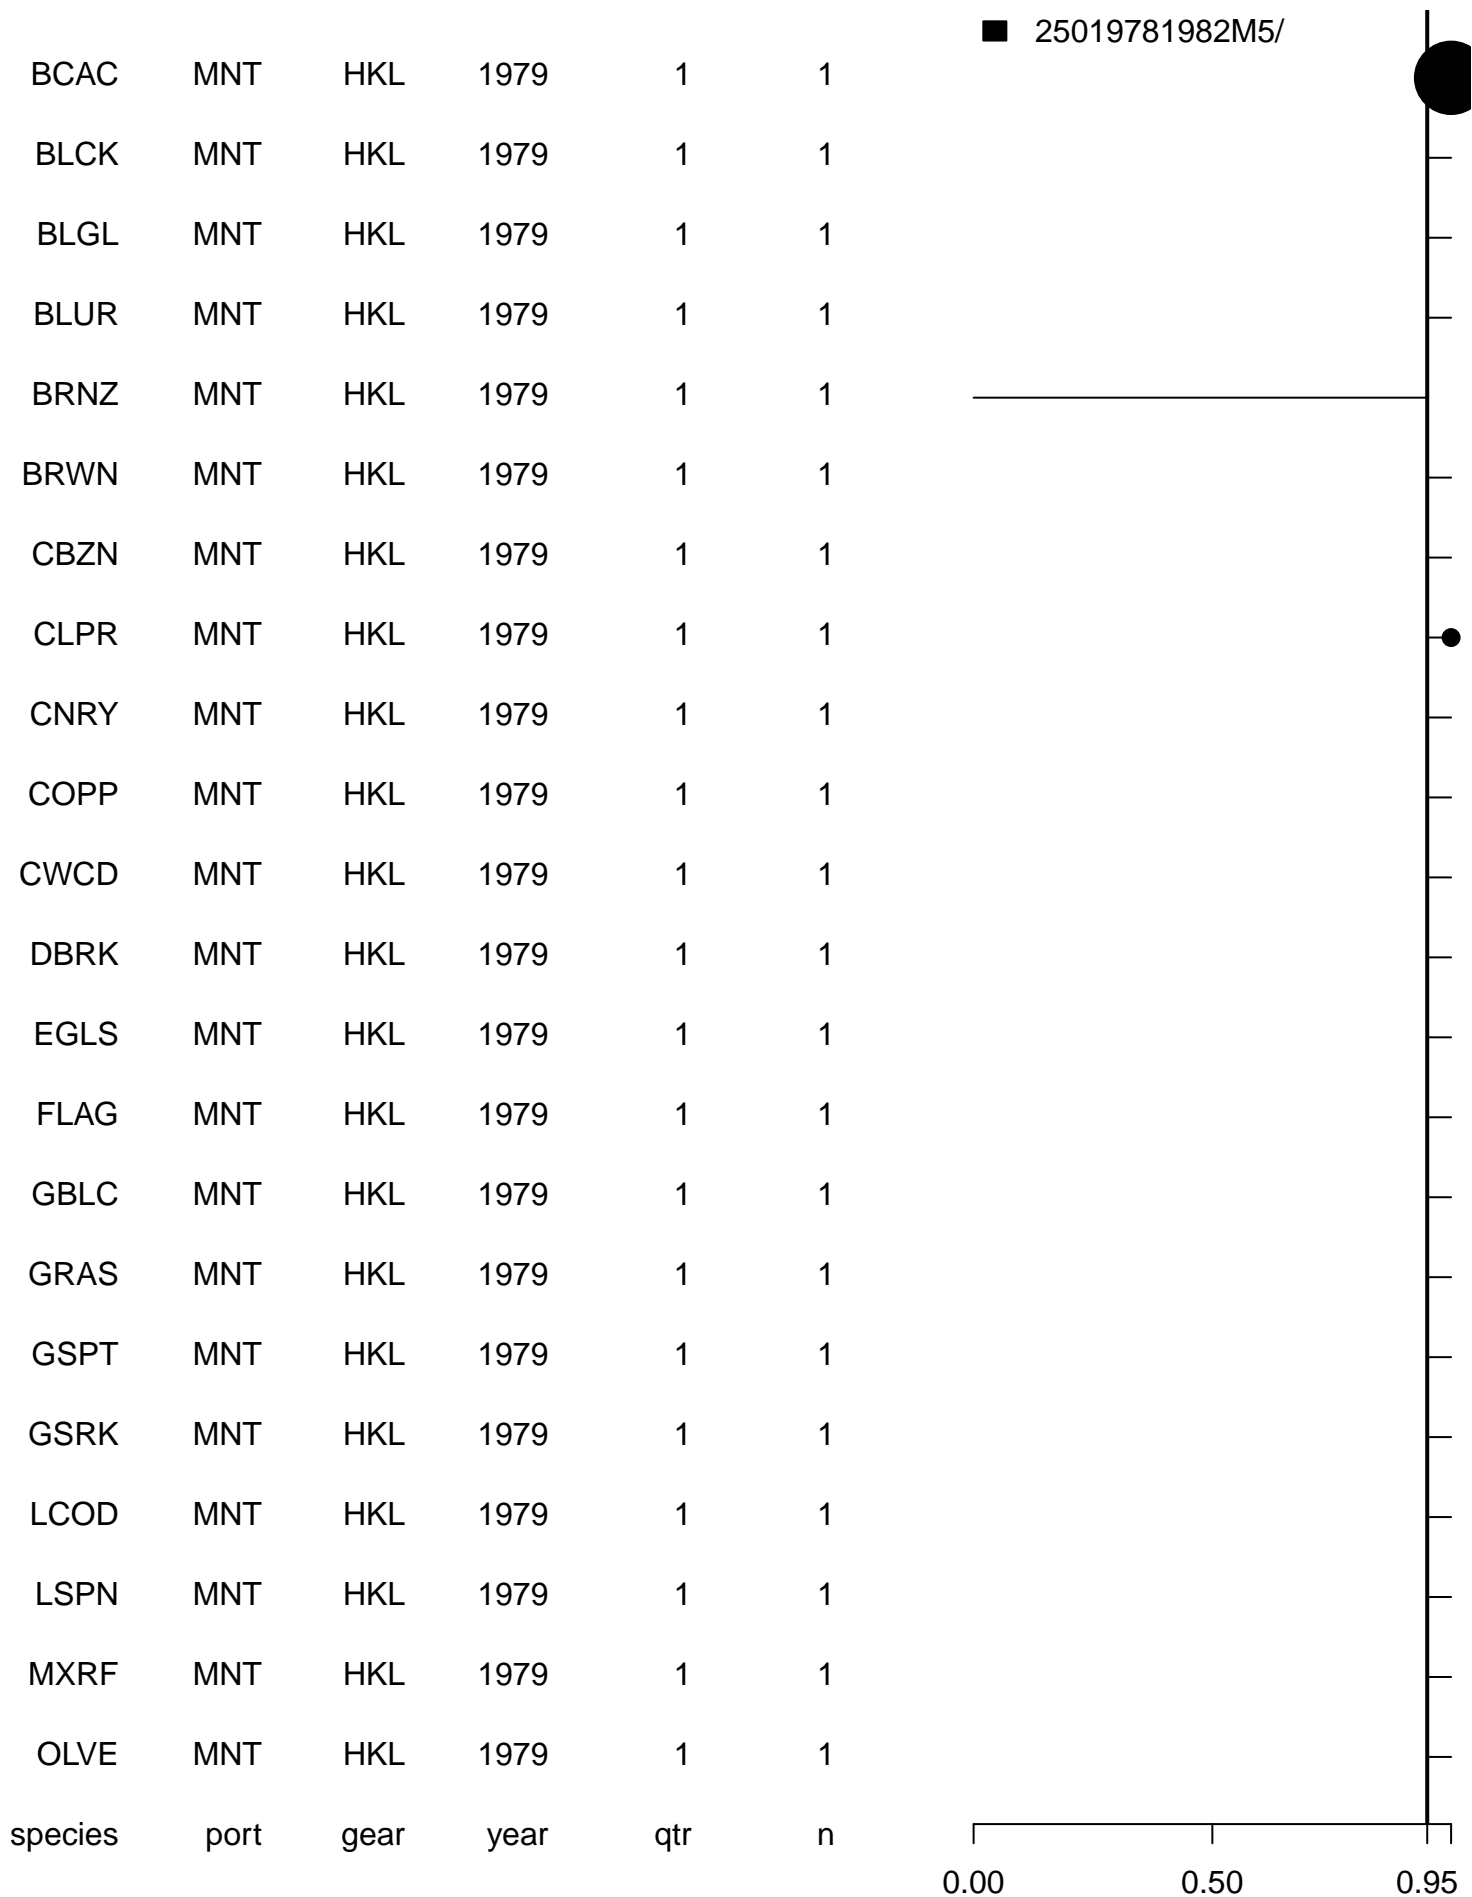 25019781982M5/
BCAC MNT HKL 1979 1 1
BLCK MNT HKL 1979 1 1
BLGL MNT HKL 1979 1 1
BLUR MNT HKL 1979 1 1
BRNZ MNT HKL 1979 1 1
BRWN MNT HKL 1979 1 1
CBZN MNT HKL 1979 1 1
CLPR MNT HKL 1979 1 1
CNRY MNT HKL 1979 1 1
COPP MNT HKL 1979 1 1
CWCD MNT HKL 1979 1 1
DBRK MNT HKL 1979 1 1
EGLS MNT HKL 1979 1 1
FLAG MNT HKL 1979 1 1
GBLC MNT HKL 1979 1 1
GRAS MNT HKL 1979 1 1
GSPT MNT HKL 1979 1 1
GSRK MNT HKL 1979 1 1
LCOD MNT HKL 1979 1 1
LSPN MNT HKL 1979 1 1
MXRF MNT HKL 1979 1 1
OLVE MNT HKL 1979 1 1
species port gear year qtr n
0.00 0.50 0.95